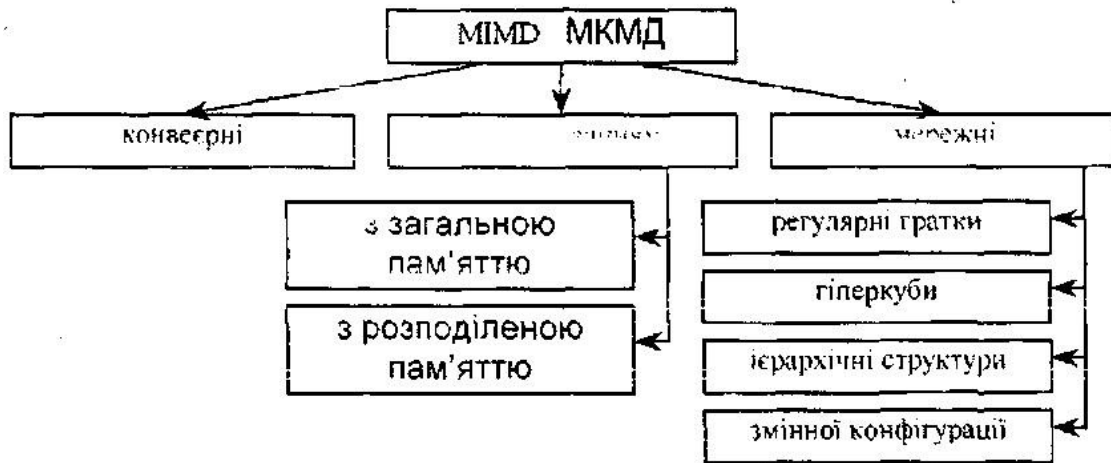 MIMD МКМД
конвеєрні
мережні
з загальною
пам'яттю
з розподіленою
пам'яттю
регулярні гратки
гіперкуби
ієрархічні структури
змінної конфігурації